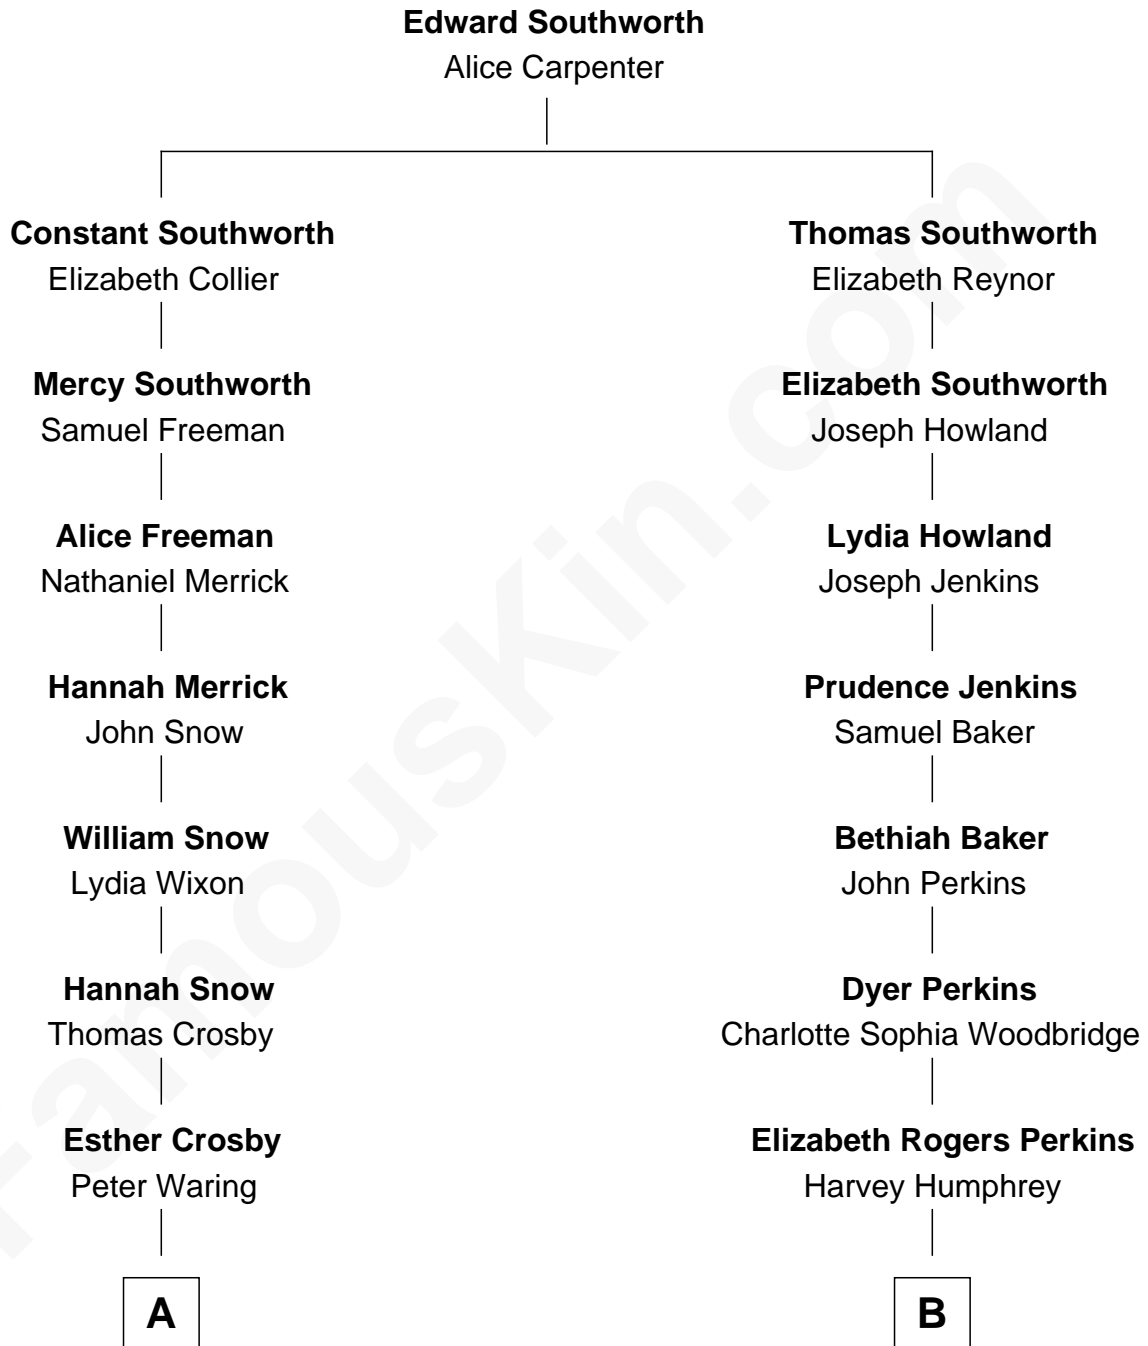 Edward Southworth
Alice Carpenter
Constant Southworth
Elizabeth Collier
Thomas Southworth
Elizabeth Reynor
Mercy Southworth
Samuel Freeman
Elizabeth Southworth
Joseph Howland
Alice Freeman
Nathaniel Merrick
Lydia Howland
Joseph Jenkins
Hannah Merrick
John Snow
Prudence Jenkins
Samuel Baker
William Snow
Lydia Wixon
Bethiah Baker
John Perkins
Hannah Snow
Thomas Crosby
Dyer Perkins
Charlotte Sophia Woodbridge
Esther Crosby
Peter Waring
Elizabeth Rogers Perkins
Harvey Humphrey
A
B
FamousKin.com